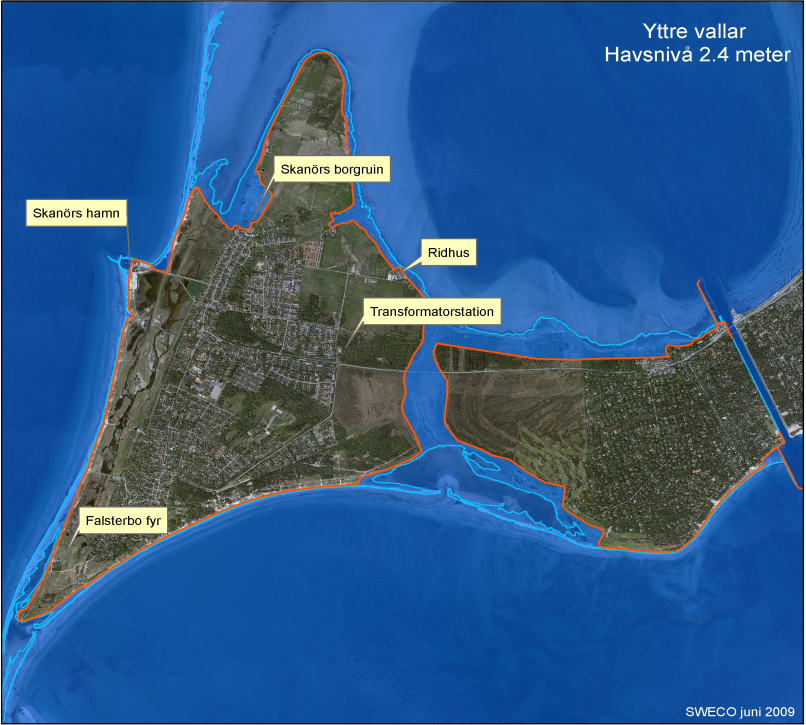 Yttre vallar
Havsnivå 2.4 meter
Skanörs borgruin
Skanörs hamn
Ridhus
Transformatorstation
Falsterbo fyr
SWECO juni 2009